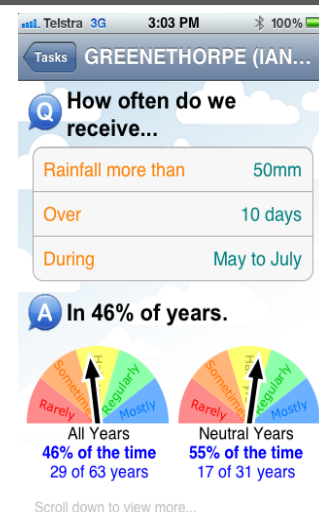 Telstra 3G 3:03 PM 100%
Tasks GREENETHORPE (IAN...
Q How often do we
receive...
Rainfall more than 50mm
Over 10 days
During May to July
A In 46% of years.
Rarely Sometimes Half Regularly Mostly
Rarely Sometimes Regularly Mostly
All Years Neutral Years
46% of the time 55% of the time
29 of 63 years 17 of 31 years
Scroll down to view more...